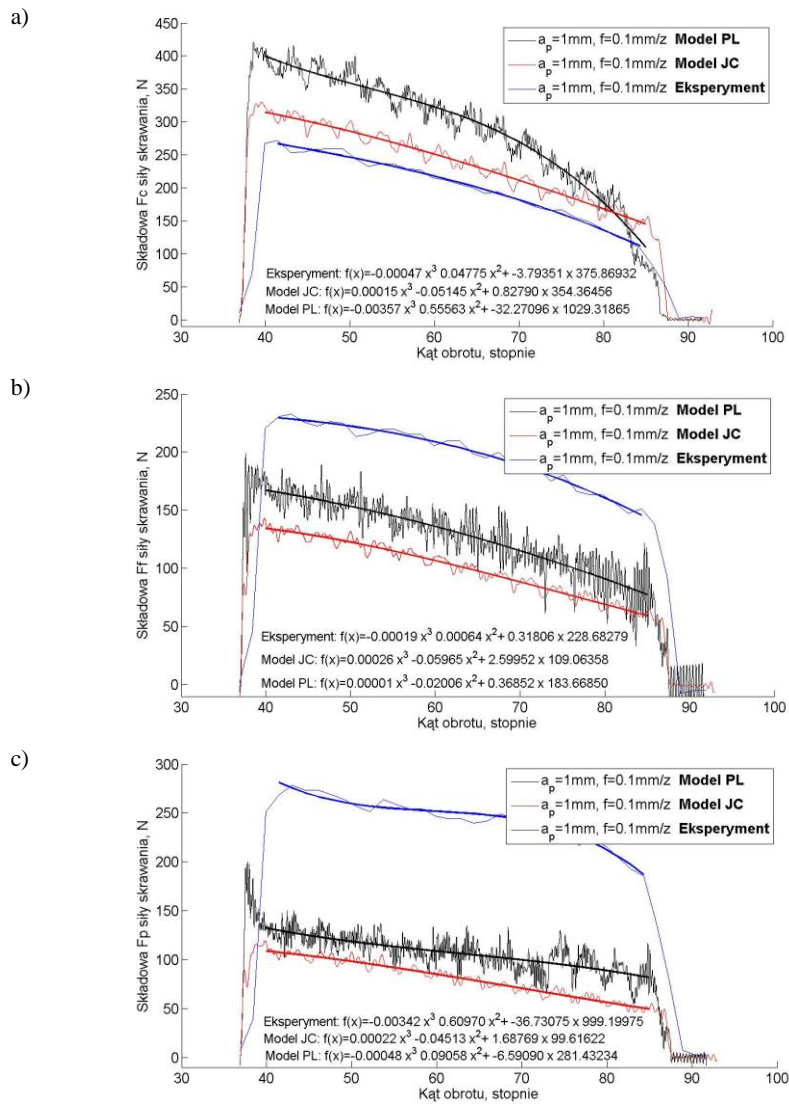 a)
450
400
350
300
250
200
150
100
50
0
Składowa Fc siły skrawania, N
a_p=1mm, f=0.1mm/z Model PL
a_p=1mm, f=0.1mm/z Model JC
a_p=1mm, f=0.1mm/z Eksperyment
Eksperyment: f(x)=-0.00047 x^3 0.04775 x^2+ -3.79351 x 375.86932
Model JC: f(x)=0.00015 x^3 -0.05145 x^2+ 0.82790 x 354.36456
Model PL: f(x)=-0.00357 x^3 0.55563 x^2+ -32.27096 x 1029.31865
30 40 50 60 70 80 90 100
Kąt obrotu, stopnie
b)
250
200
150
100
50
0
Składowa Ff siły skrawania, N
a_p=1mm, f=0.1mm/z Model PL
a_p=1mm, f=0.1mm/z Model JC
a_p=1mm, f=0.1mm/z Eksperyment
Eksperyment: f(x)=-0.00019 x^3 0.00064 x^2+ 0.31806 x 228.68279
Model JC: f(x)=0.00026 x^3 -0.05965 x^2+ 2.59952 x 109.06358
Model PL: f(x)=0.00001 x^3 -0.02006 x^2+ 0.36852 x 183.66850
30 40 50 60 70 80 90 100
Kąt obrotu, stopnie
c)
300
250
200
150
100
50
0
Składowa Fp siły skrawania, N
a_p=1mm, f=0.1mm/z Model PL
a_p=1mm, f=0.1mm/z Model JC
a_p=1mm, f=0.1mm/z Eksperyment
Eksperyment: f(x)=-0.00342 x^3 0.60970 x^2+ -36.73075 x 999.19975
Model JC: f(x)=0.00022 x^3 -0.04513 x^2+ 1.68769 x 99.61622
Model PL: f(x)=-0.00048 x^3 0.09058 x^2+ -6.59090 x 281.43234
30 40 50 60 70 80 90 100
Kąt obrotu, stopnie